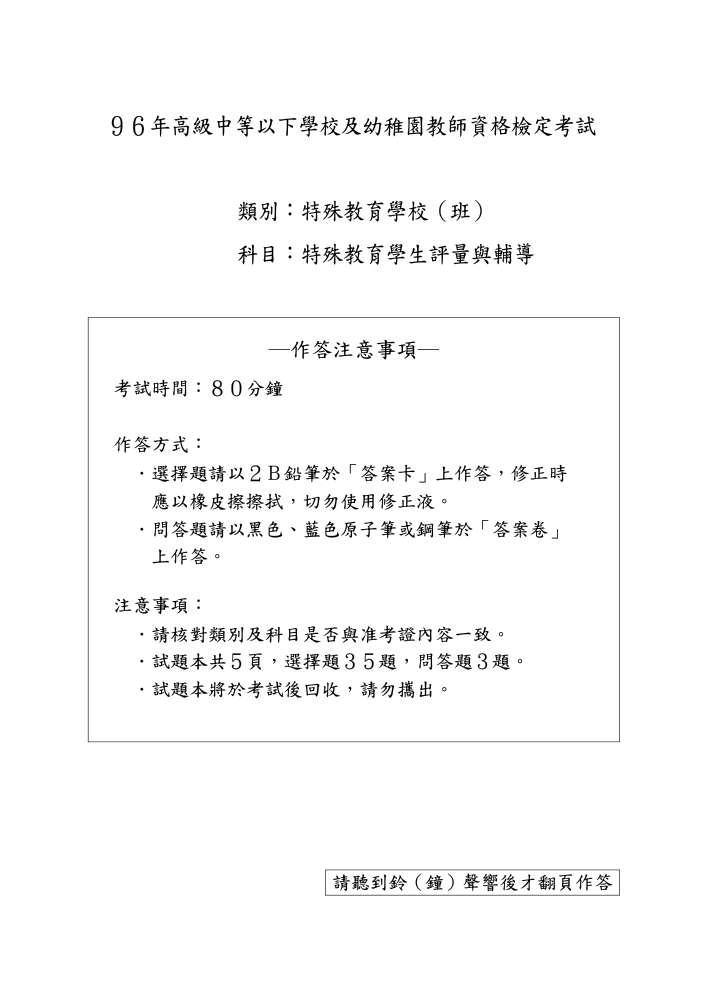 ９６年高級中等以下學校及幼稚園教師資格檢定考試
類別：特殊教育學校（班）
科目：特殊教育學生評量與輔導
—作答注意事項—
考試時間：８０分鐘
作答方式：
．選擇題請以２Ｂ鉛筆於「答案卡」上作答，修正時
應以橡皮擦擦拭，切勿使用修正液。
．問答題請以黑色、藍色原子筆或鋼筆於「答案卷」
上作答。
注意事項：
．請核對類別及科目是否與准考證內容一致。
．試題本共５頁，選擇題３５題，問答題３題。
．試題本將於考試後回收，請勿攜出。
請聽到鈴（鐘）聲響後才翻頁作答